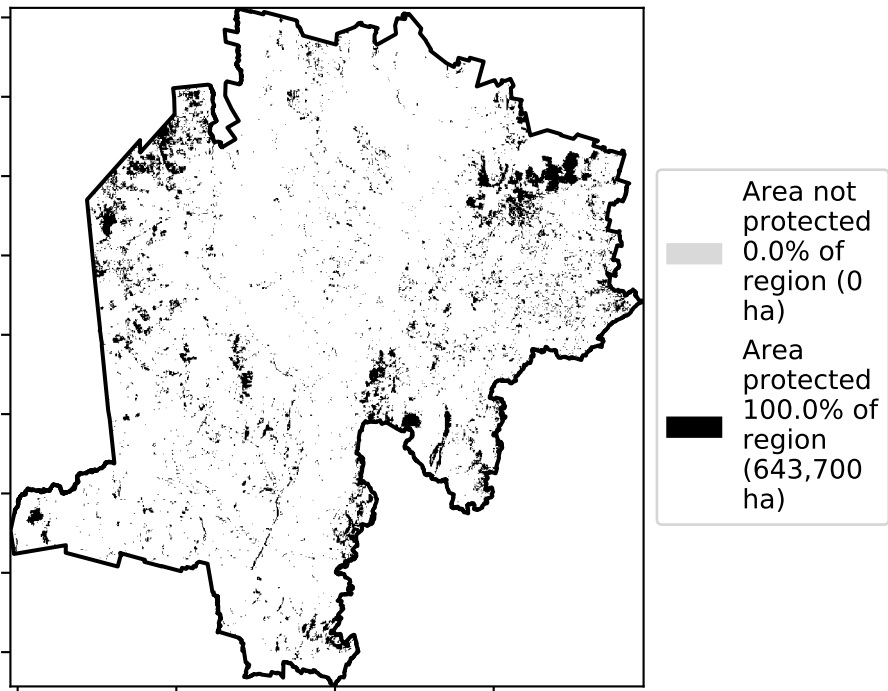 Area not
protected
0.0% of
region (0
ha)
Area
protected
100.0% of
region
(643,700
ha)